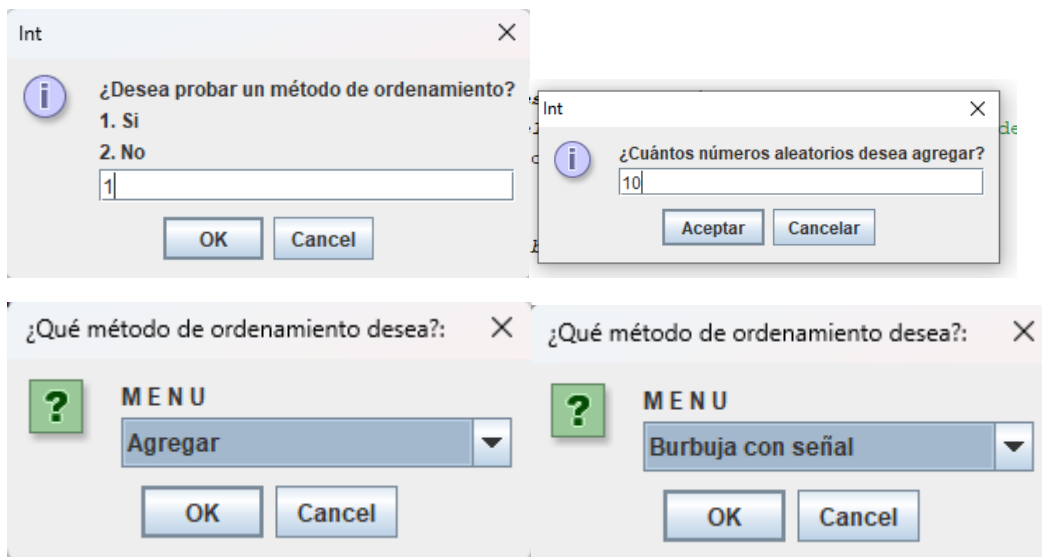 Int
¿Desea probar un método de ordenamiento?
1. Si
2. No
1
OK Cancel
Int
¿Cuántos números aleatorios desea agregar?
10
Aceptar Cancelar
¿Qué método de ordenamiento desea?:
M E N U
Agregar
OK Cancel
¿Qué método de ordenamiento desea?:
M E N U
Burbuja con señal
OK Cancel